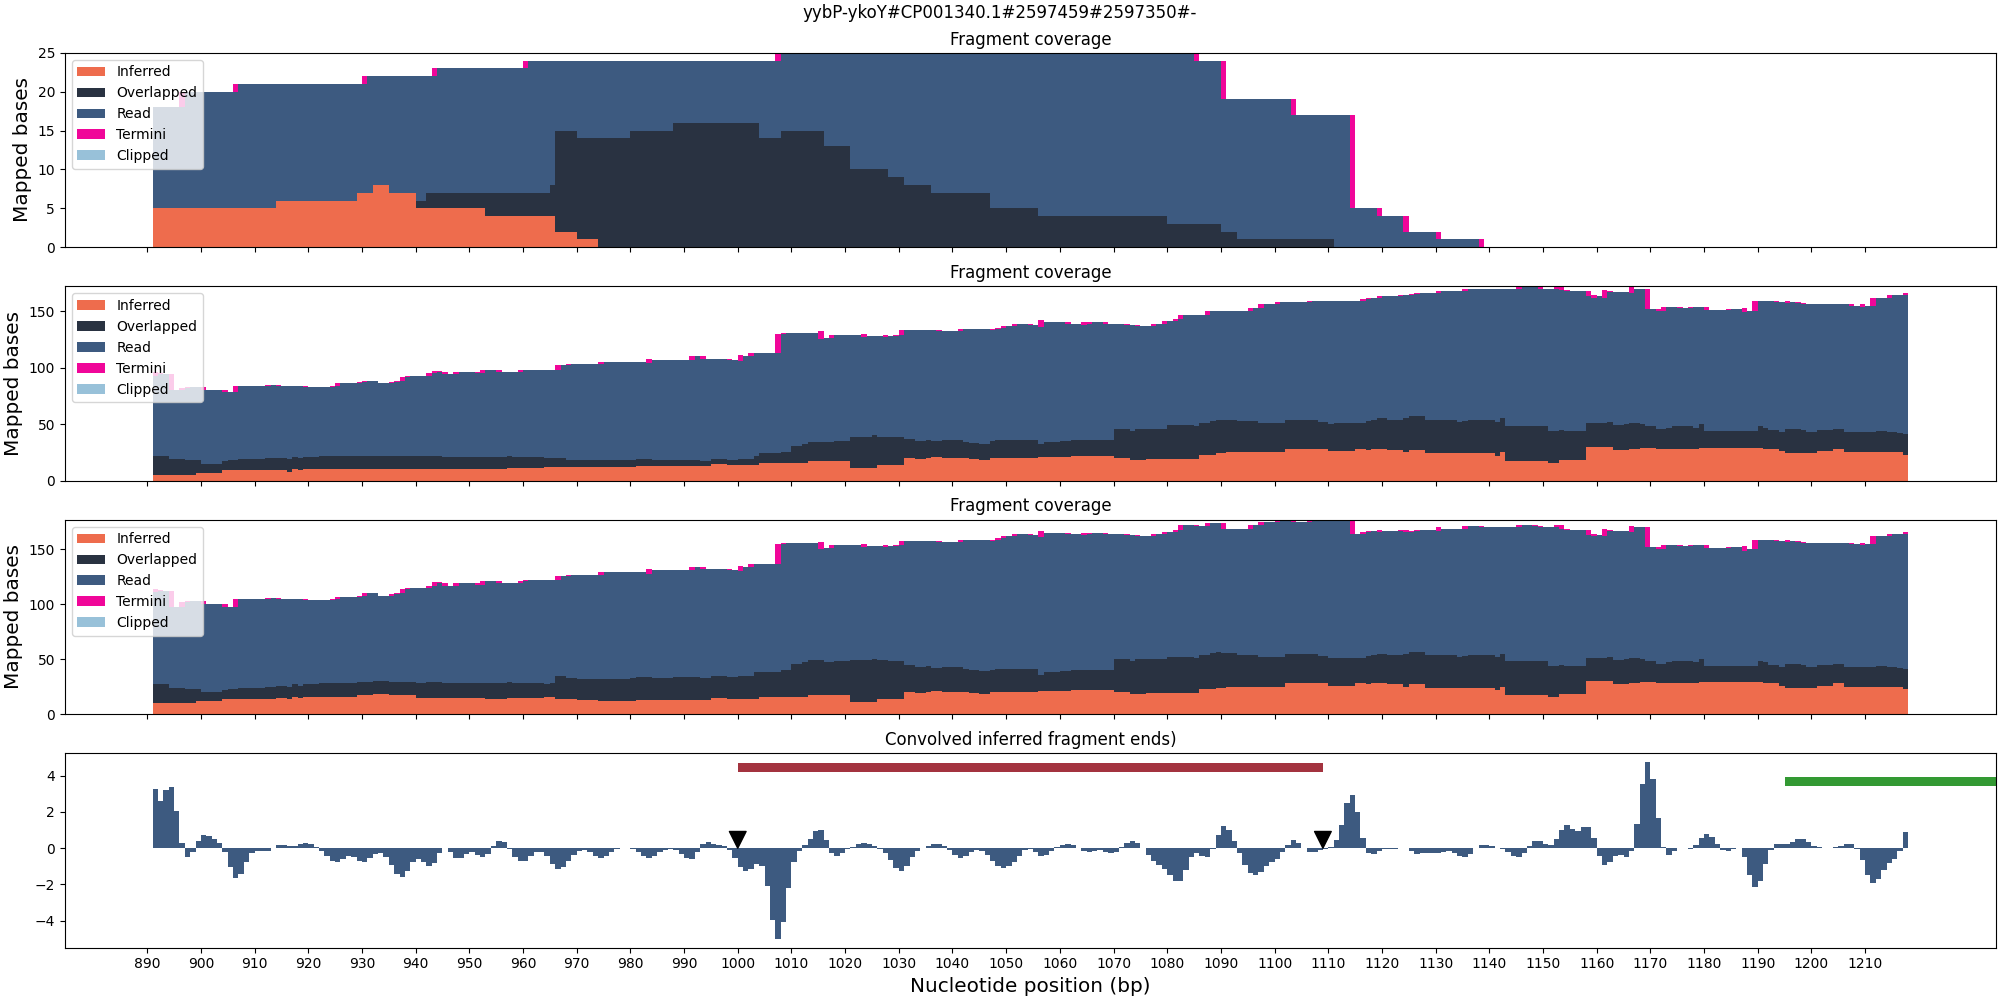 yybP-ykoY#CP001340.1#2597459#2597350#-
Fragment coverage
Mapped bases
25
20
15
10
5
0
Inferred
Overlapped
Read
Termini
Clipped
Fragment coverage
Mapped bases
150
100
50
0
Inferred
Overlapped
Read
Termini
Clipped
Fragment coverage
Mapped bases
150
100
50
0
Inferred
Overlapped
Read
Termini
Clipped
Convolved inferred fragment ends)
4
2
0
−2
−4
890 900 910 920 930 940 950 960 970 980 990 1000 1010 1020 1030 1040 1050 1060 1070 1080 1090 1100 1110 1120 1130 1140 1150 1160 1170 1180 1190 1200 1210
Nucleotide position (bp)